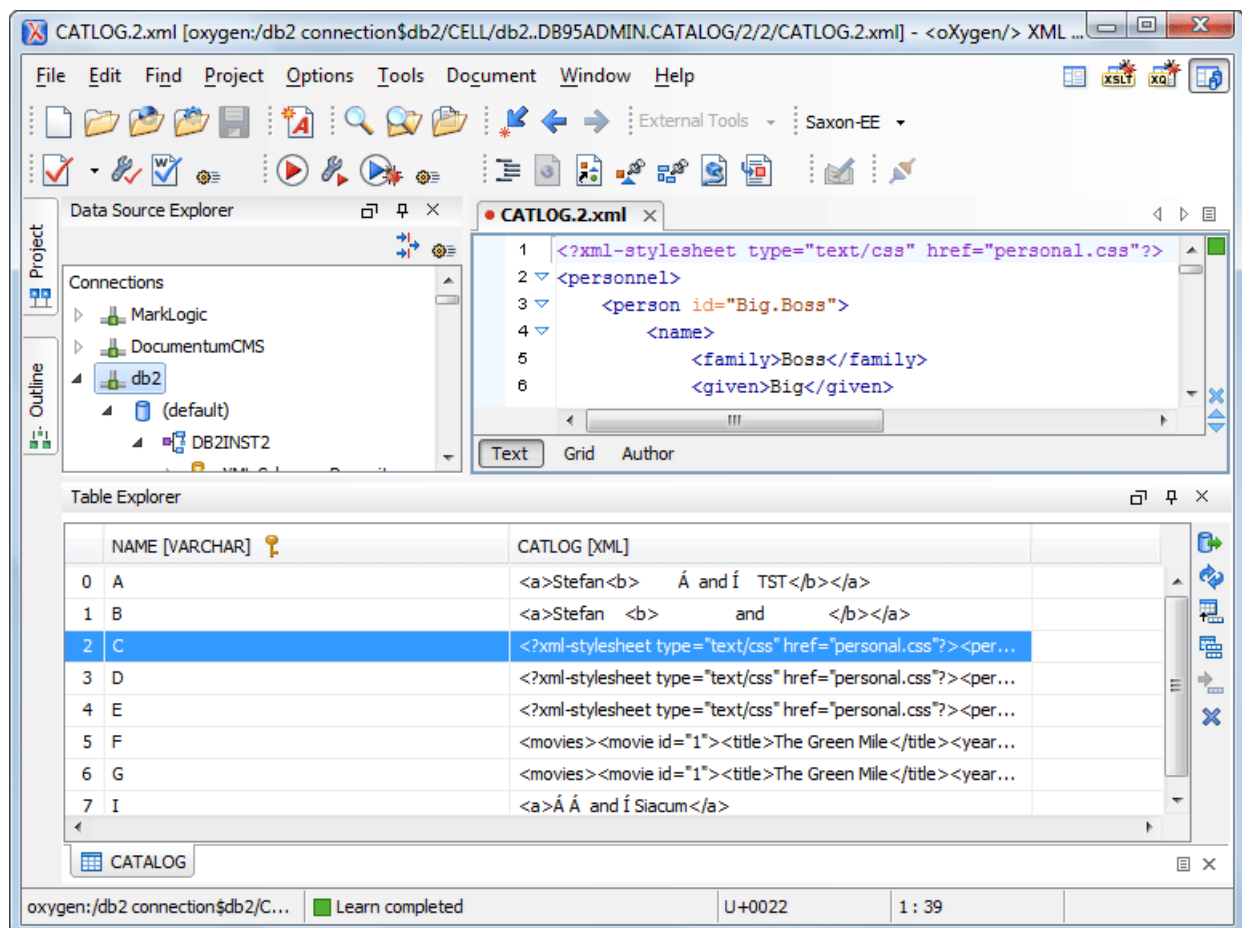 CATLOG.2.xml [oxygen:/db2 connection$db2/CELL/db2..DB95ADMIN.CATALOG/2/2/CATLOG.2.xml] - <oXygen/> XML ...
File Edit Find Project Options Tools Document Window Help
XSLT XQ
External Tools Saxon-EE
Data Source Explorer
Project
Outline
Connections
MarkLogic
DocumentumCMS
db2
(default)
DB2INST2
CATLOG.2.xml
1 <?xml-stylesheet type="text/css" href="personal.css"?>
2 <personnel>
3 <person id="Big.Boss">
4 <name>
5 <family>Boss</family>
6 <given>Big</given>
Text Grid Author
Table Explorer
NAME [VARCHAR] CATLOG [XML]
0 A <a>Stefan<b> Á and Í TST</b></a>
1 B <a>Stefan <b> and </b></a>
2 C <?xml-stylesheet type="text/css" href="personal.css"?><per...
3 D <?xml-stylesheet type="text/css" href="personal.css"?><per...
4 E <?xml-stylesheet type="text/css" href="personal.css"?><per...
5 F <movies><movie id="1"><title>The Green Mile</title><year...
6 G <movies><movie id="1"><title>The Green Mile</title><year...
7 I <a>Á Á and Í Siacum</a>
CATALOG
oxygen:/db2 connection$db2/C... Learn completed U+0022 1 : 39